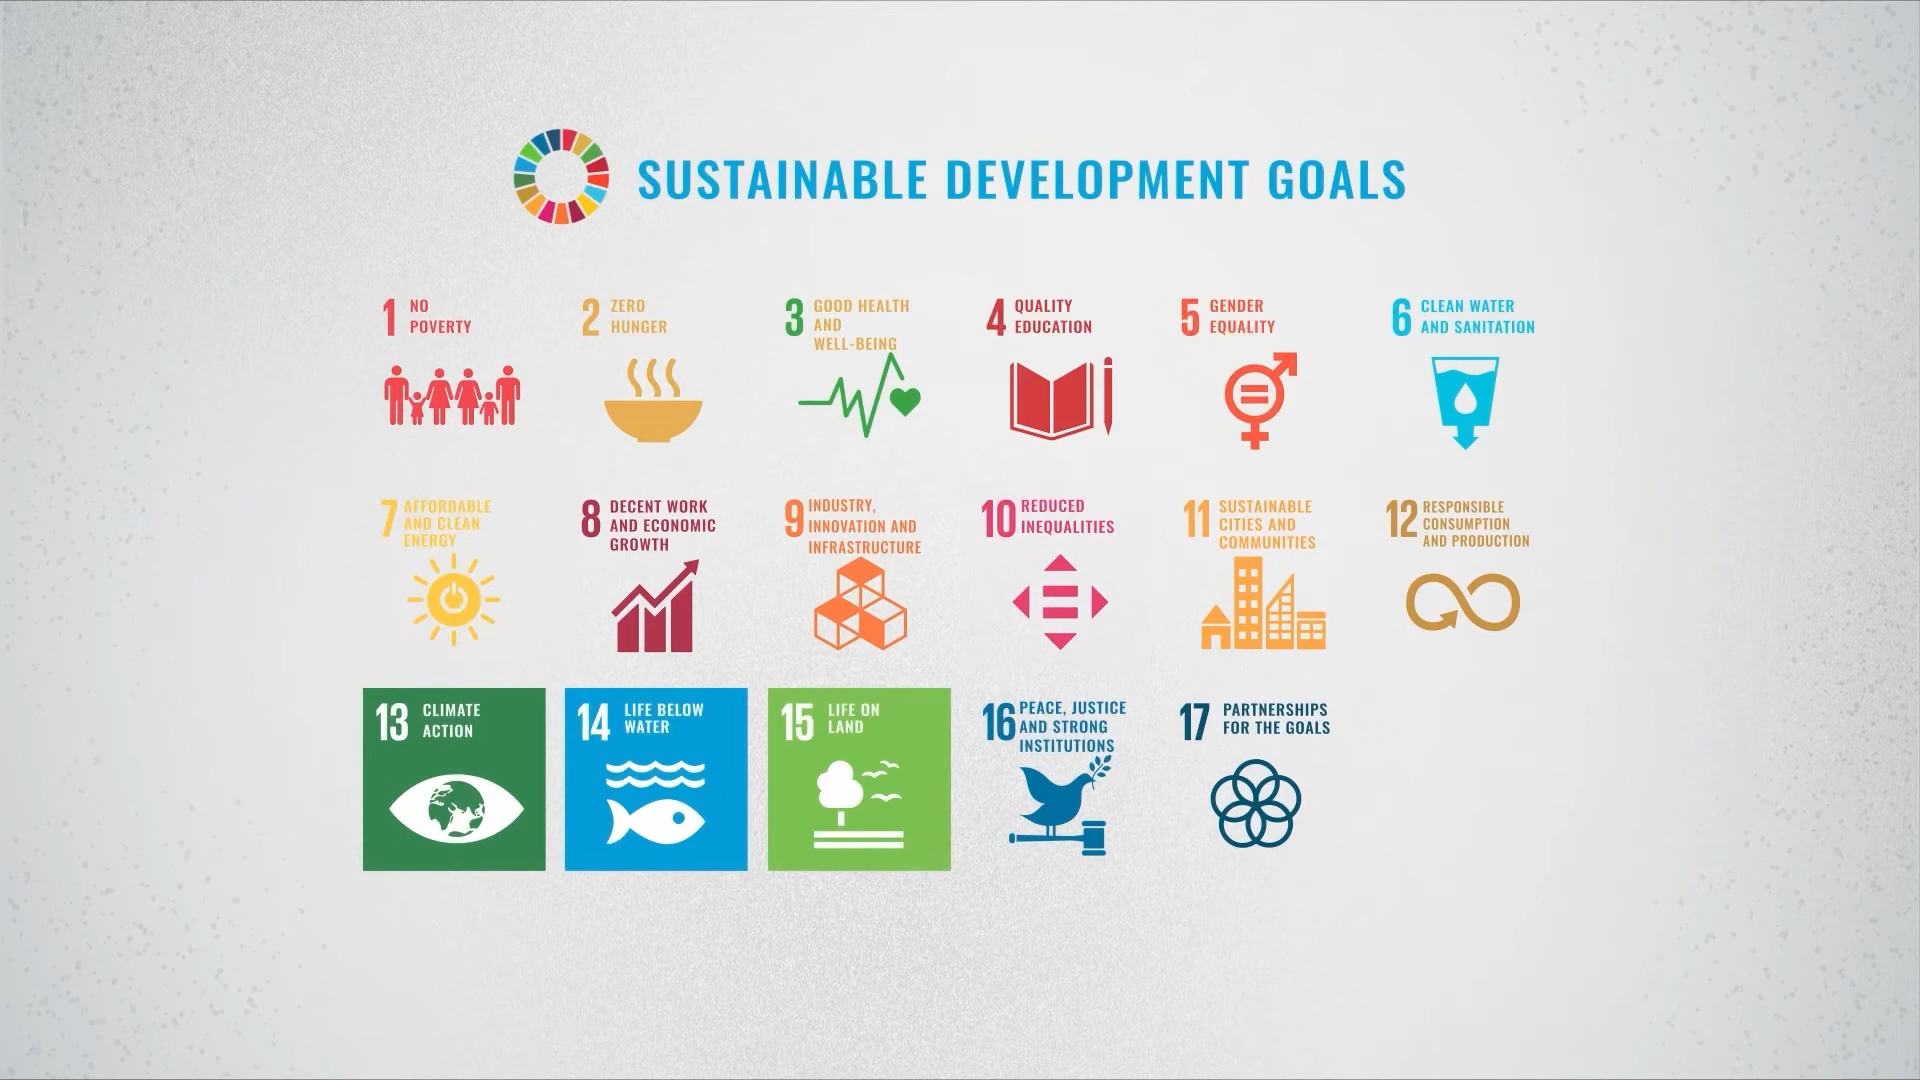 SUSTAINABLE DEVELOPMENT GOALS
1 NO
POVERTY
2 ZERO
HUNGER
3 GOOD HEALTH
AND
WELL-BEING
4 QUALITY
EDUCATION
5 GENDER
EQUALITY
6 CLEAN WATER
AND SANITATION
7 AFFORDABLE
AND CLEAN
ENERGY
8 DECENT WORK
AND ECONOMIC
GROWTH
9 INDUSTRY,
INNOVATION AND
INFRASTRUCTURE
10 REDUCED
INEQUALITIES
11 SUSTAINABLE
CITIES AND
COMMUNITIES
12 RESPONSIBLE
CONSUMPTION
AND PRODUCTION
13 CLIMATE
ACTION
14 LIFE BELOW
WATER
15 LIFE ON
LAND
16 PEACE, JUSTICE
AND STRONG
INSTITUTIONS
17 PARTNERSHIPS
FOR THE GOALS